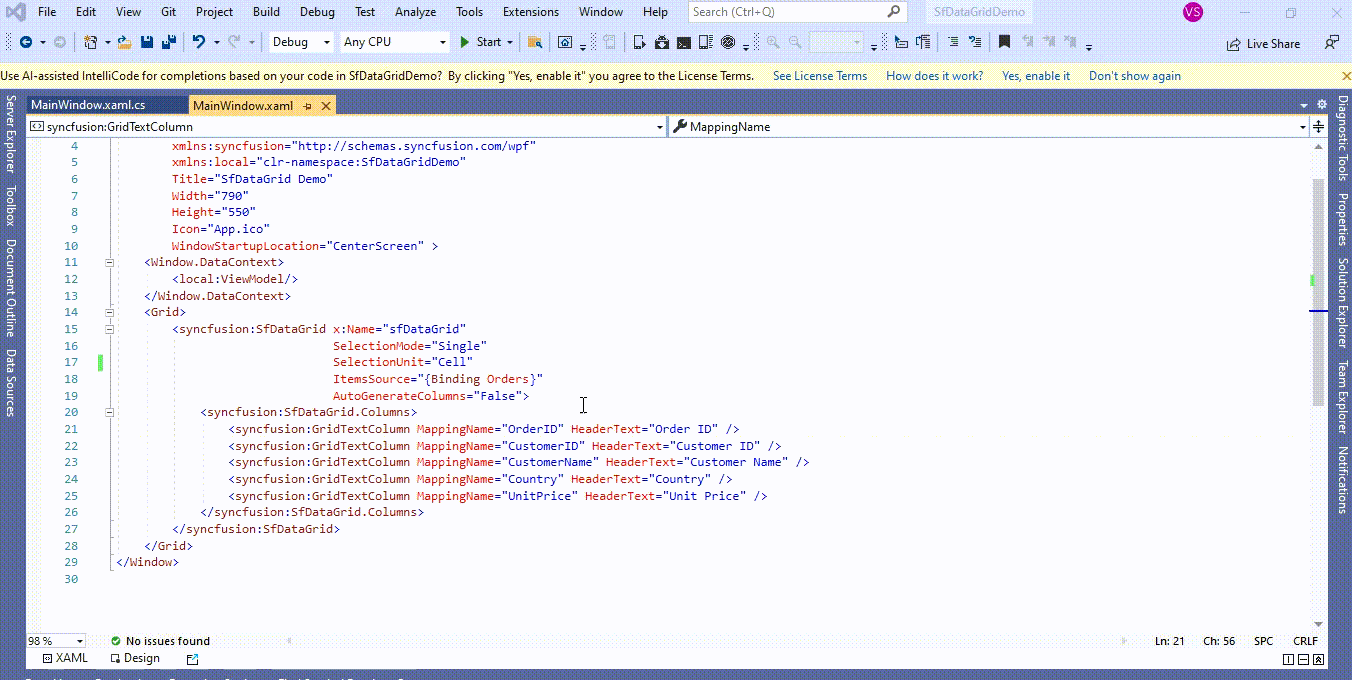 File Edit View Git Project Build Debug Test Analyze Tools Extensions Window Help Search (Ctrl+Q) SfDataGridDemo VS
Debug Any CPU Start Live Share
Use AI-assisted IntelliCode for completions based on your code in SfDataGridDemo? By clicking "Yes, enable it" you agree to the License Terms. See License Terms How does it work? Yes, enable it Don't show again
MainWindow.xaml.cs MainWindow.xaml
syncfusion:GridTextColumn MappingName
4 xmlns:syncfusion="http://schemas.syncfusion.com/wpf"
5 xmlns:local="clr-namespace:SfDataGridDemo"
6 Title="SfDataGrid Demo"
7 Width="790"
8 Height="550"
9 Icon="App.ico"
10 WindowStartupLocation="CenterScreen" >
11 <Window.DataContext>
12 <local:ViewModel/>
13 </Window.DataContext>
14 <Grid>
15 <syncfusion:SfDataGrid x:Name="sfDataGrid"
16 SelectionMode="Single"
17 SelectionUnit="Cell"
18 ItemsSource="{Binding Orders}"
19 AutoGenerateColumns="False">
20 <syncfusion:SfDataGrid.Columns>
21 <syncfusion:GridTextColumn MappingName="OrderID" HeaderText="Order ID" />
22 <syncfusion:GridTextColumn MappingName="CustomerID" HeaderText="Customer ID" />
23 <syncfusion:GridTextColumn MappingName="CustomerName" HeaderText="Customer Name" />
24 <syncfusion:GridTextColumn MappingName="Country" HeaderText="Country" />
25 <syncfusion:GridTextColumn MappingName="UnitPrice" HeaderText="Unit Price" />
26 </syncfusion:SfDataGrid.Columns>
27 </syncfusion:SfDataGrid>
28 </Grid>
29 </Window>
30
98 % No issues found Ln: 21 Ch: 56 SPC CRLF
XAML Design
Server Explorer
Toolbox
Document Outline
Data Sources
Diagnostic Tools
Properties
Solution Explorer
Team Explorer
Notifications